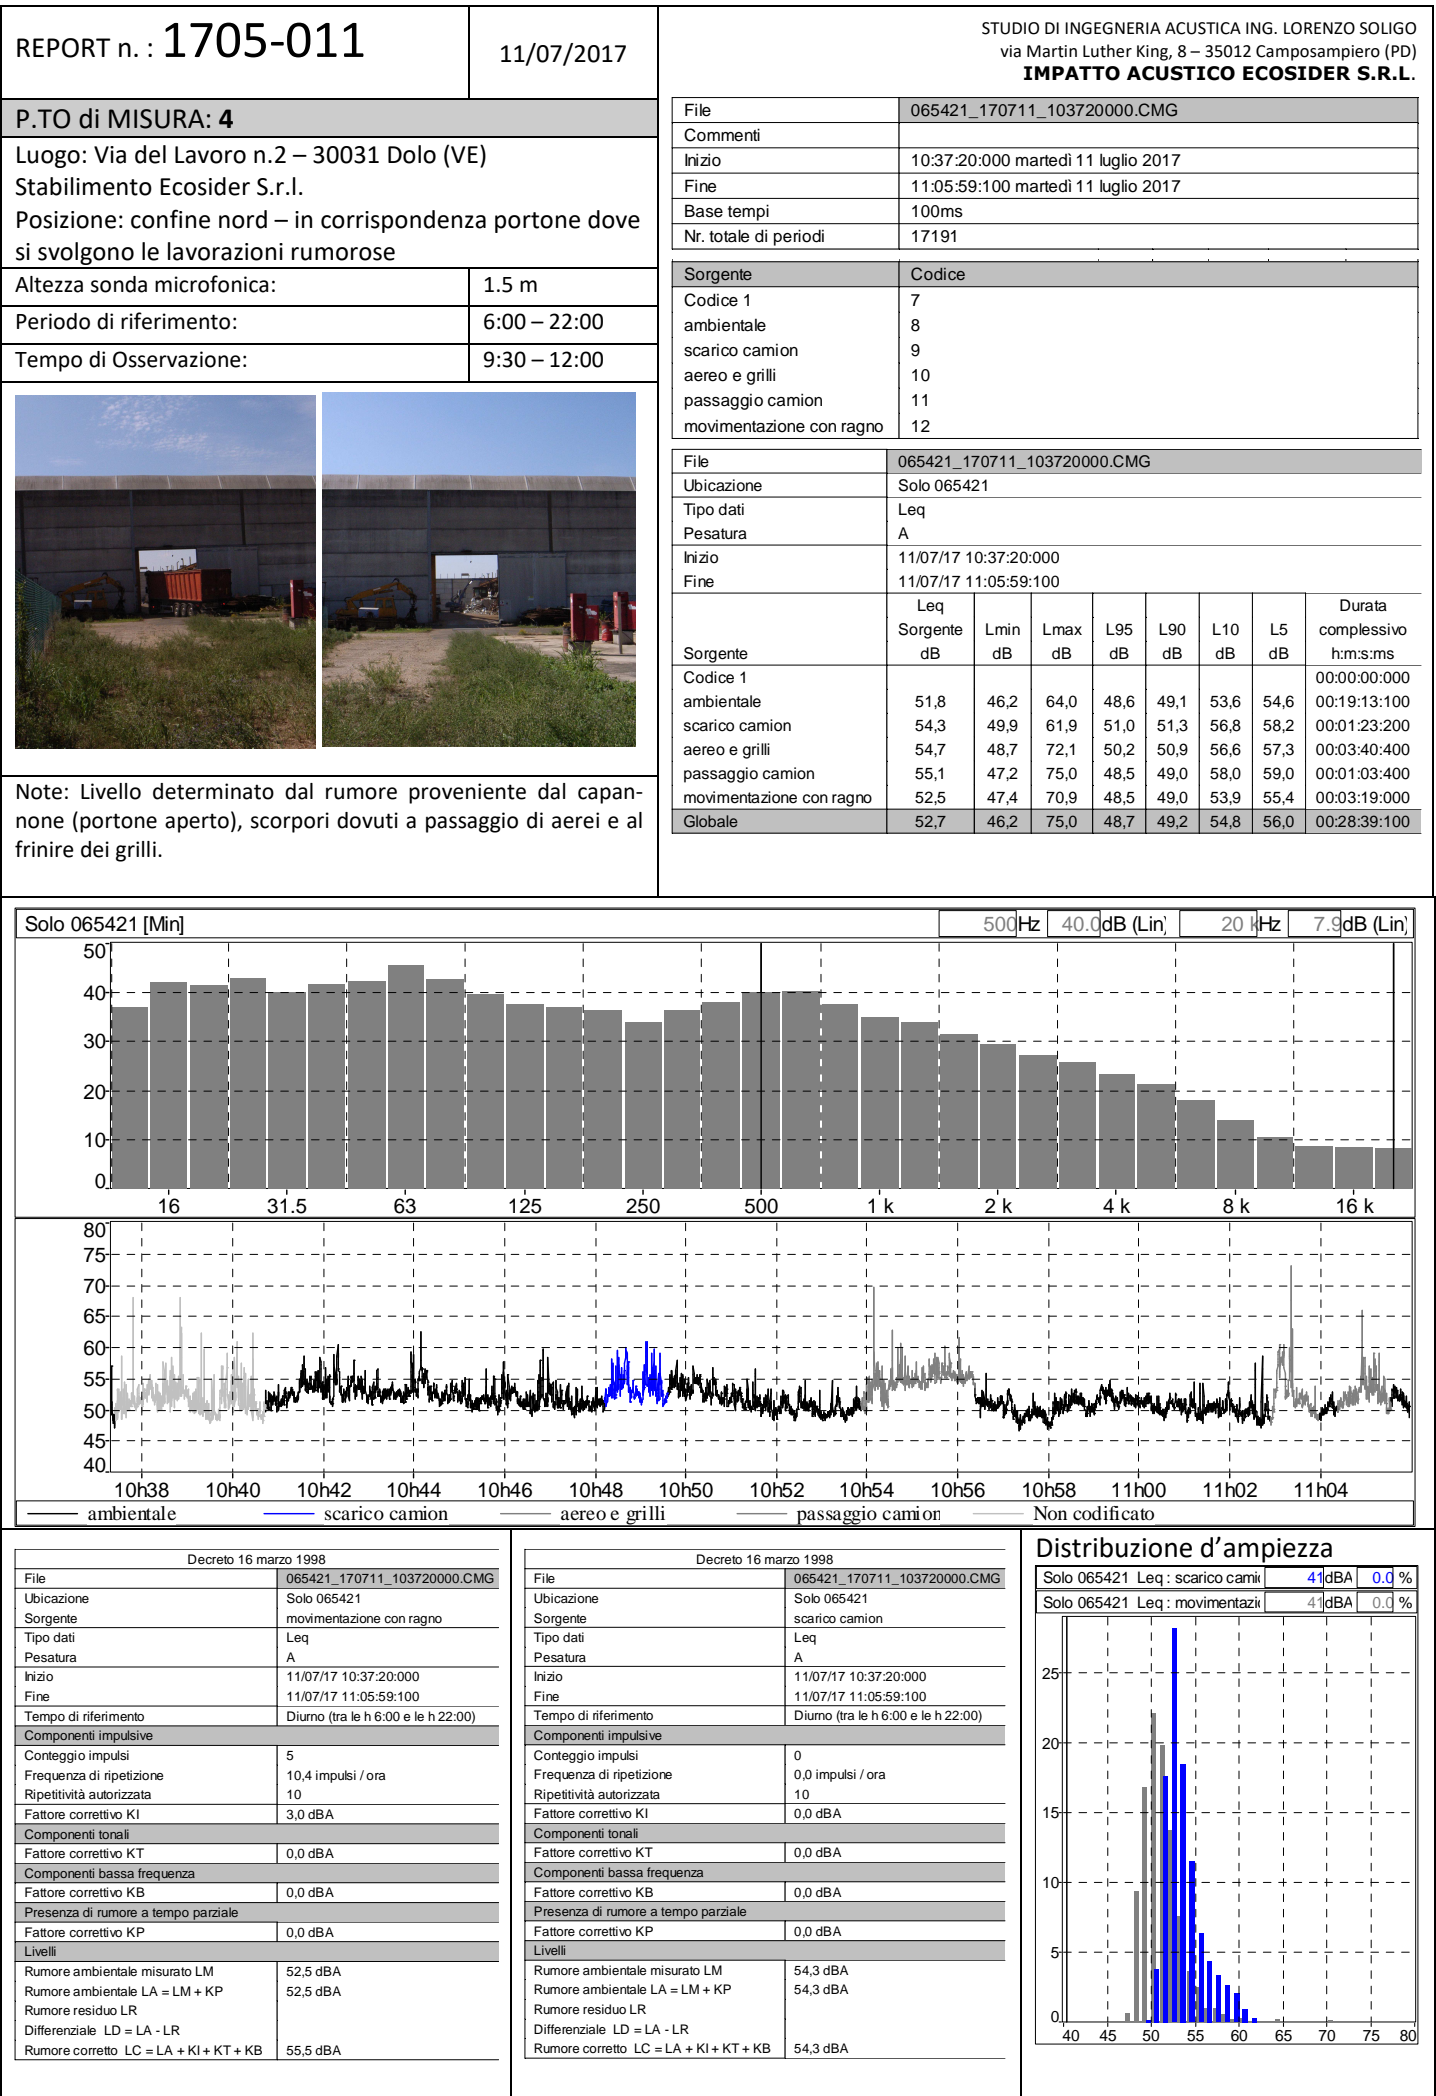 REPORT n. : 1705-011
11/07/2017
STUDIO DI INGEGNERIA ACUSTICA ING. LORENZO SOLIGO
via Martin Luther King, 8 – 35012 Camposampiero (PD)
IMPATTO ACUSTICO ECOSIDER S.R.L.
P.TO di MISURA: 4
Luogo: Via del Lavoro n.2 – 30031 Dolo (VE)
Stabilimento Ecosider S.r.l.
Posizione: confine nord – in corrispondenza portone dove
si svolgono le lavorazioni rumorose
Altezza sonda microfonica: 1.5 m
Periodo di riferimento: 6:00 – 22:00
Tempo di Osservazione: 9:30 – 12:00
Note: Livello determinato dal rumore proveniente dal capan-
none (portone aperto), scorpori dovuti a passaggio di aerei e al
frinire dei grilli.
File 065421_170711_103720000.CMG
Commenti
Inizio 10:37:20:000 martedì 11 luglio 2017
Fine 11:05:59:100 martedì 11 luglio 2017
Base tempi 100ms
Nr. totale di periodi 17191
Sorgente Codice
Codice 1 7
ambientale 8
scarico camion 9
aereo e grilli 10
passaggio camion 11
movimentazione con ragno 12
File 065421_170711_103720000.CMG
Ubicazione Solo 065421
Tipo dati Leq
Pesatura A
Inizio 11/07/17 10:37:20:000
Fine 11/07/17 11:05:59:100
Leq Durata
Sorgente Lmin Lmax L95 L90 L10 L5 complessivo
Sorgente dB dB dB dB dB dB dB h:m:s:ms
Codice 1 00:00:00:000
ambientale 51,8 46,2 64,0 48,6 49,1 53,6 54,6 00:19:13:100
scarico camion 54,3 49,9 61,9 51,0 51,3 56,8 58,2 00:01:23:200
aereo e grilli 54,7 48,7 72,1 50,2 50,9 56,6 57,3 00:03:40:400
passaggio camion 55,1 47,2 75,0 48,5 49,0 58,0 59,0 00:01:03:400
movimentazione con ragno 52,5 47,4 70,9 48,5 49,0 53,9 55,4 00:03:19:000
Globale 52,7 46,2 75,0 48,7 49,2 54,8 56,0 00:28:39:100
Solo 065421 [Min] 500 Hz 40.0 dB (Lin) 20 kHz 7.9 dB (Lin)
50
40
30
20
10
0
16 31.5 63 125 250 500 1 k 2 k 4 k 8 k 16 k
80
75
70
65
60
55
50
45
40
10h38 10h40 10h42 10h44 10h46 10h48 10h50 10h52 10h54 10h56 10h58 11h00 11h02 11h04
ambientale scarico camion aereo e grilli passaggio camion Non codificato
Decreto 16 marzo 1998
File 065421_170711_103720000.CMG
Ubicazione Solo 065421
Sorgente movimentazione con ragno
Tipo dati Leq
Pesatura A
Inizio 11/07/17 10:37:20:000
Fine 11/07/17 11:05:59:100
Tempo di riferimento Diurno (tra le h 6:00 e le h 22:00)
Componenti impulsive
Conteggio impulsi 5
Frequenza di ripetizione 10,4 impulsi / ora
Ripetitività autorizzata 10
Fattore correttivo KI 3,0 dBA
Componenti tonali
Fattore correttivo KT 0,0 dBA
Componenti bassa frequenza
Fattore correttivo KB 0,0 dBA
Presenza di rumore a tempo parziale
Fattore correttivo KP 0,0 dBA
Livelli
Rumore ambientale misurato LM 52,5 dBA
Rumore ambientale LA = LM + KP 52,5 dBA
Rumore residuo LR
Differenziale LD = LA - LR
Rumore corretto LC = LA + KI + KT + KB 55,5 dBA
Decreto 16 marzo 1998
File 065421_170711_103720000.CMG
Ubicazione Solo 065421
Sorgente scarico camion
Tipo dati Leq
Pesatura A
Inizio 11/07/17 10:37:20:000
Fine 11/07/17 11:05:59:100
Tempo di riferimento Diurno (tra le h 6:00 e le h 22:00)
Componenti impulsive
Conteggio impulsi 0
Frequenza di ripetizione 0,0 impulsi / ora
Ripetitività autorizzata 10
Fattore correttivo KI 0,0 dBA
Componenti tonali
Fattore correttivo KT 0,0 dBA
Componenti bassa frequenza
Fattore correttivo KB 0,0 dBA
Presenza di rumore a tempo parziale
Fattore correttivo KP 0,0 dBA
Livelli
Rumore ambientale misurato LM 54,3 dBA
Rumore ambientale LA = LM + KP 54,3 dBA
Rumore residuo LR
Differenziale LD = LA - LR
Rumore corretto LC = LA + KI + KT + KB 54,3 dBA
Distribuzione d'ampiezza
Solo 065421 Leq : scarico camic 41 dBA 0.0 %
Solo 065421 Leq : movimentazic 41 dBA 0.0 %
25
20
15
10
5
0
40 45 50 55 60 65 70 75 80